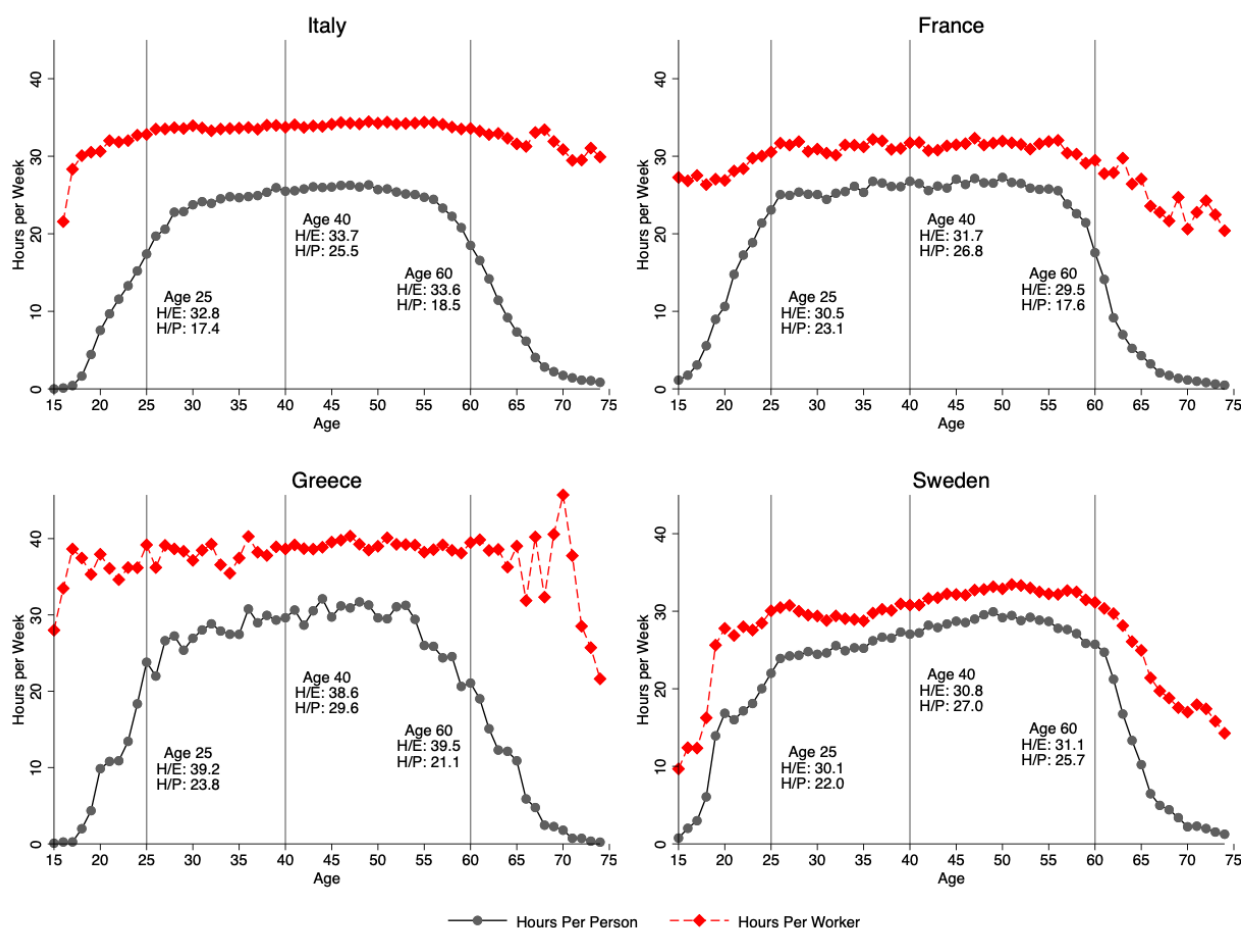 Italy
Hours per Week
40
30
20
10
0
Age 40
H/E: 33.7
H/P: 25.5
Age 60
H/E: 33.6
H/P: 18.5
Age 25
H/E: 32.8
H/P: 17.4
15 20 25 30 35 40 45 50 55 60 65 70 75
Age
France
Hours per Week
40
30
20
10
0
Age 40
H/E: 31.7
H/P: 26.8
Age 60
H/E: 29.5
H/P: 17.6
Age 25
H/E: 30.5
H/P: 23.1
15 20 25 30 35 40 45 50 55 60 65 70 75
Age
Greece
Hours per Week
40
30
20
10
0
Age 40
H/E: 38.6
H/P: 29.6
Age 60
H/E: 39.5
H/P: 21.1
Age 25
H/E: 39.2
H/P: 23.8
15 20 25 30 35 40 45 50 55 60 65 70 75
Age
Sweden
Hours per Week
40
30
20
10
0
Age 40
H/E: 30.8
H/P: 27.0
Age 60
H/E: 31.1
H/P: 25.7
Age 25
H/E: 30.1
H/P: 22.0
15 20 25 30 35 40 45 50 55 60 65 70 75
Age
Hours Per Person Hours Per Worker